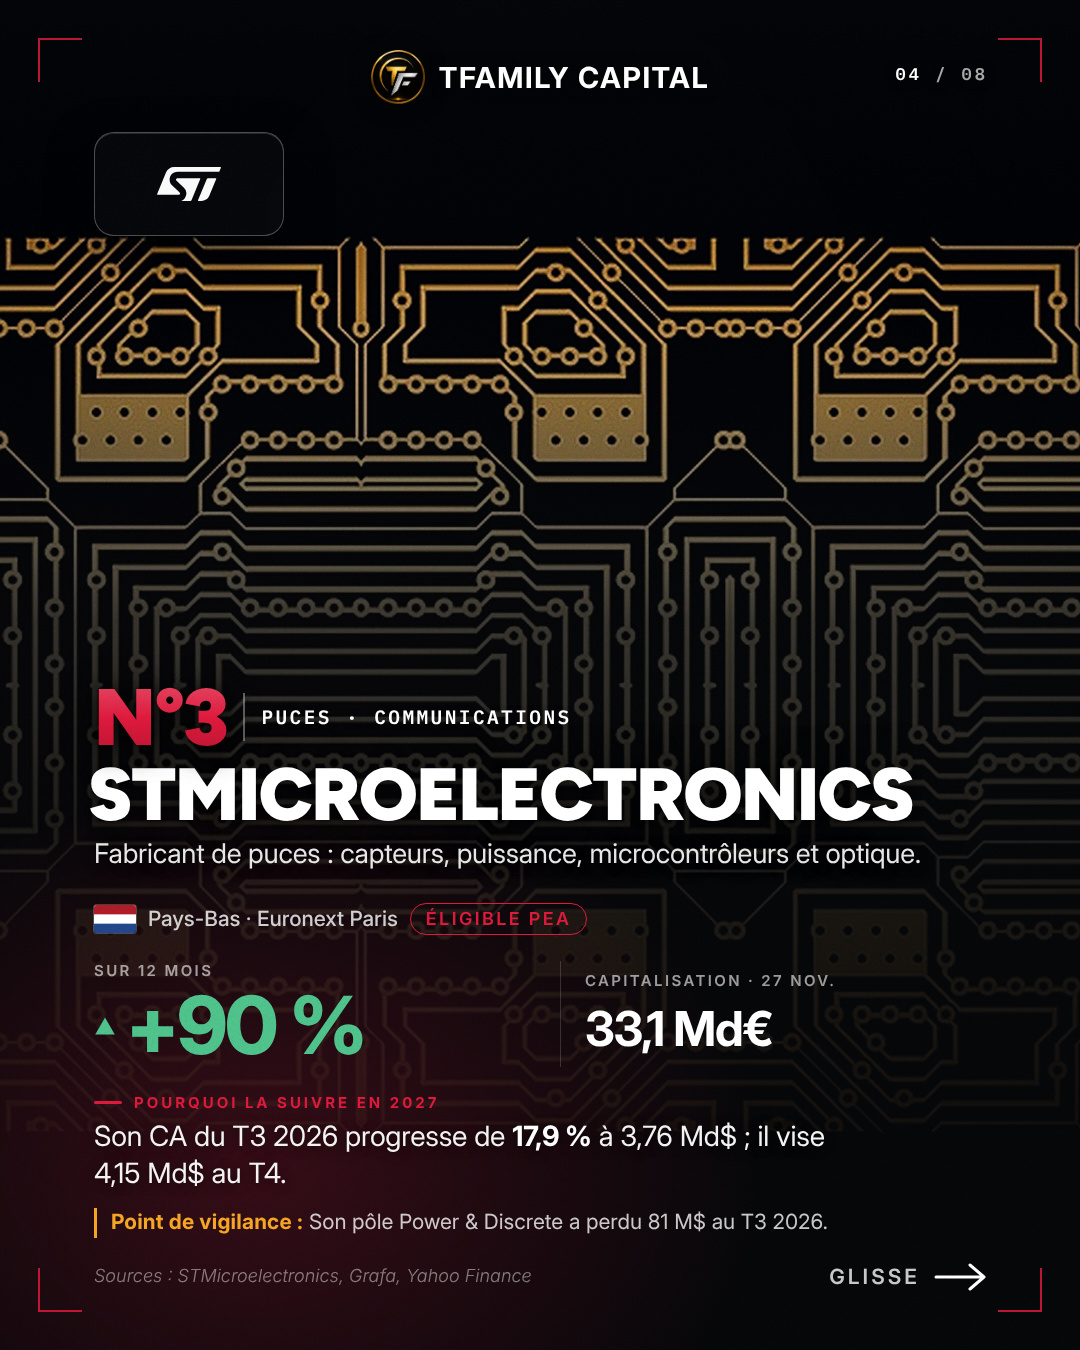 TF TFAMILY CAPITAL
04 / 08
ST
N°3
PUCES · COMMUNICATIONS
STMICROELECTRONICS
Fabricant de puces : capteurs, puissance, microcontrôleurs et optique.
Pays-Bas · Euronext Paris ÉLIGIBLE PEA
SUR 12 MOIS
+90 %
CAPITALISATION · 27 NOV.
33,1 Md€
POURQUOI LA SUIVRE EN 2027
Son CA du T3 2026 progresse de 17,9 % à 3,76 Md$ ; il vise
4,15 Md$ au T4.
Point de vigilance : Son pôle Power & Discrete a perdu 81 M$ au T3 2026.
Sources : STMicroelectronics, Grafa, Yahoo Finance
GLISSE